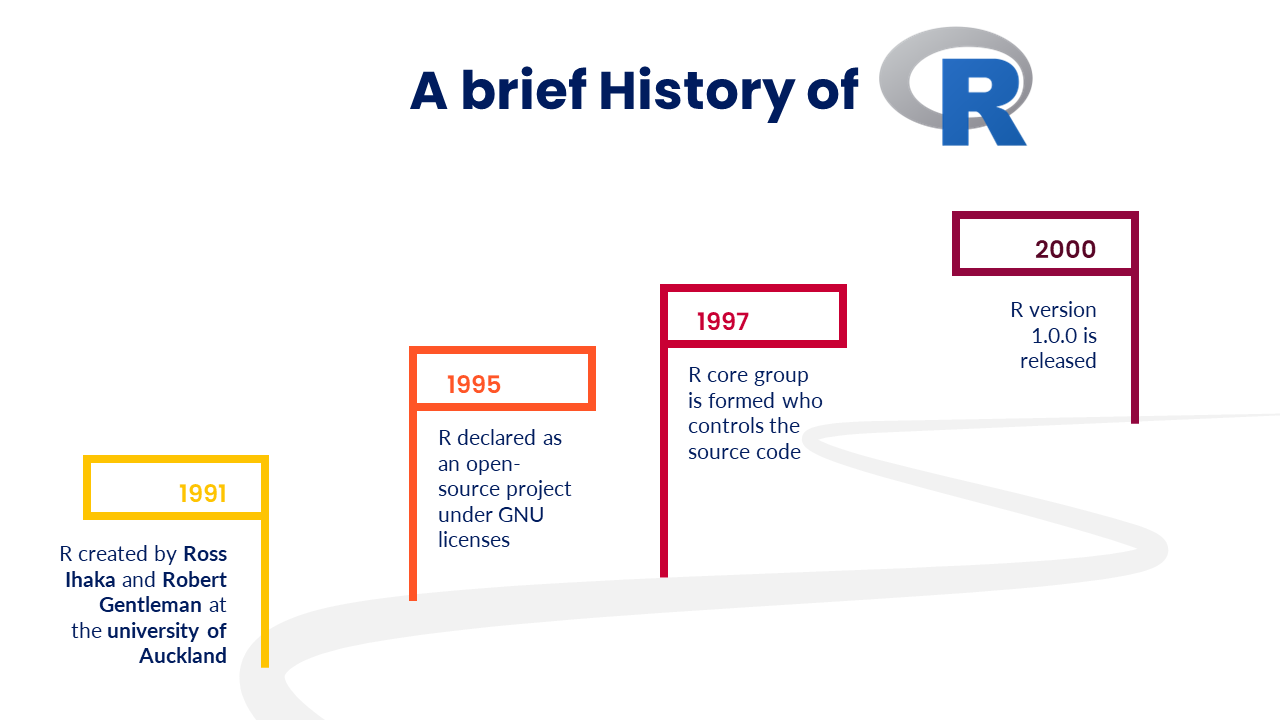 A brief History of R
1991
R created by Ross
Ihaka and Robert
Gentleman at
the university of
Auckland
1995
R declared as
an open-
source project
under GNU
licenses
1997
R core group
is formed who
controls the
source code
2000
R version
1.0.0 is
released